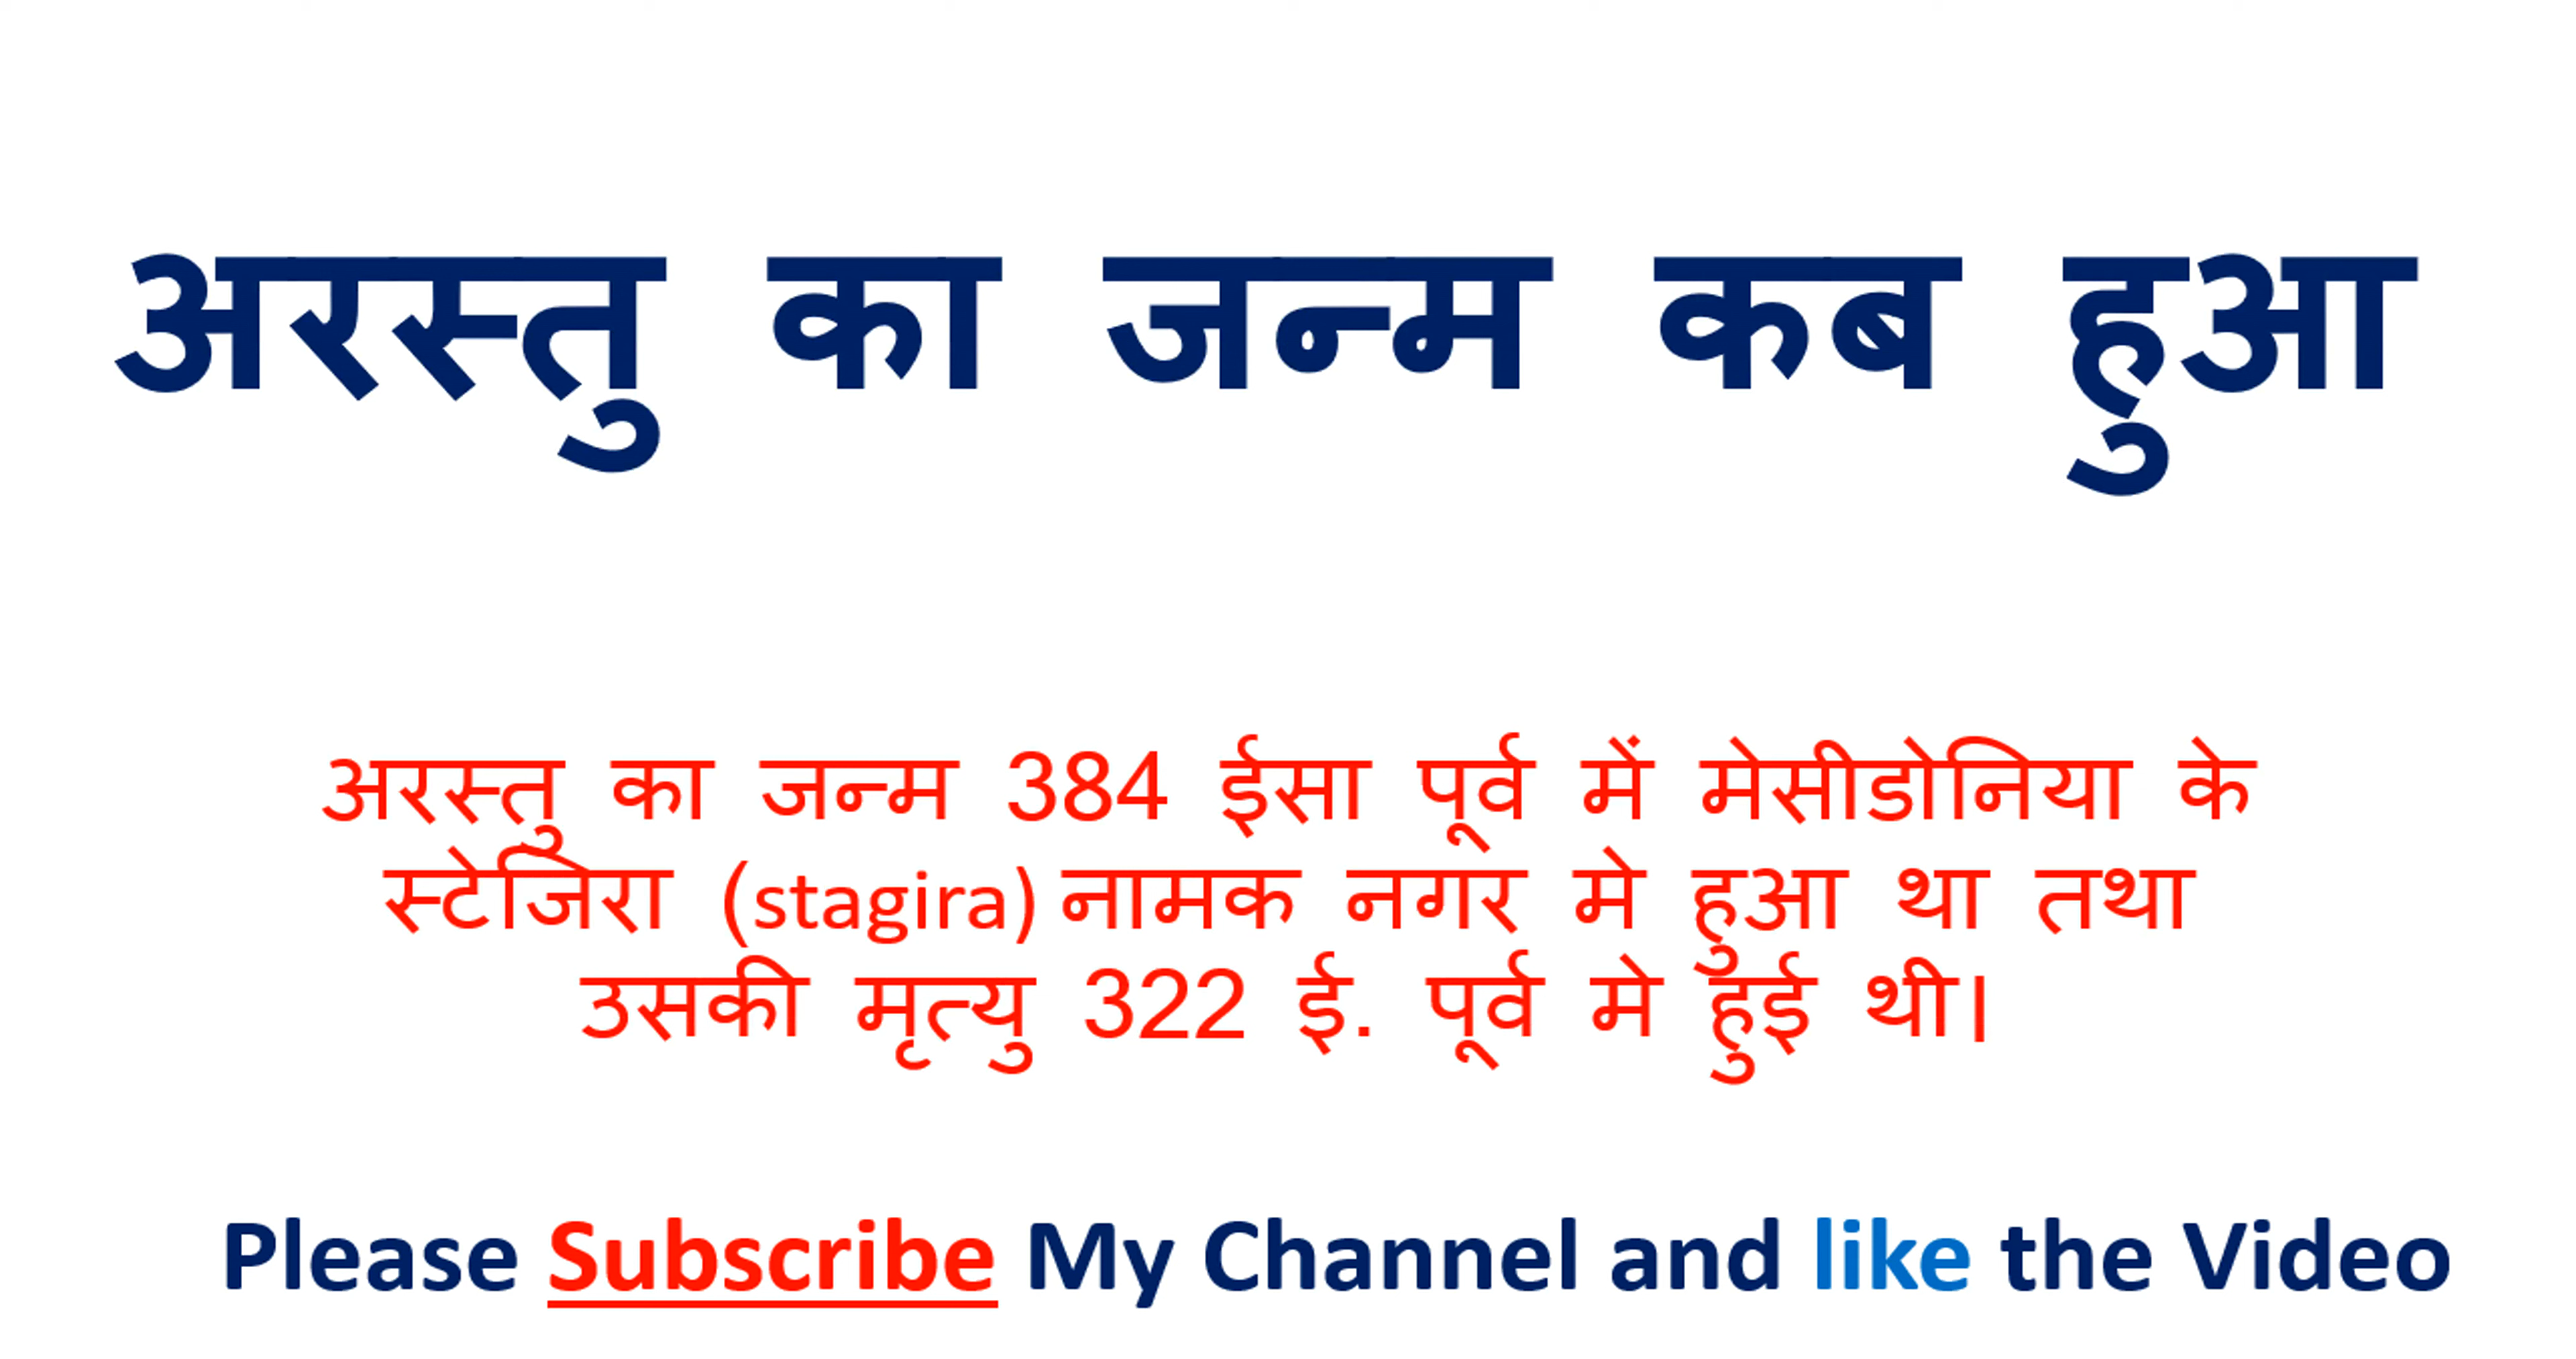 अरस्तु का जन्म कब हुआ
अरस्तु का जन्म 384 ईसा पूर्व में मेसीडोनिया के
स्टेजिरा (stagira) नामक नगर मे हुआ था तथा
उसकी मृत्यु 322 ई. पूर्व मे हुई थी।
Please Subscribe My Channel and like the Video